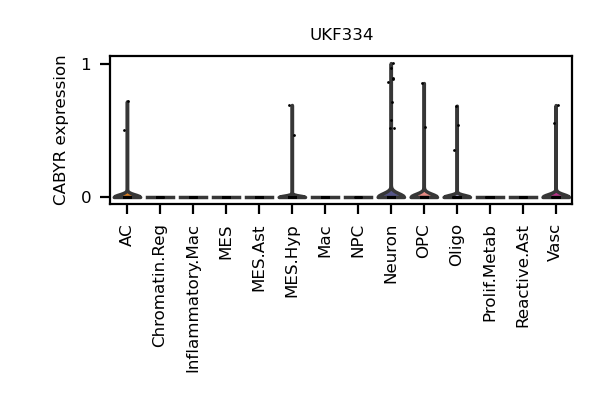 UKF334
CABYR expression
1
0
AC
Chromatin.Reg
Inflammatory.Mac
MES
MES.Ast
MES.Hyp
Mac
NPC
Neuron
OPC
Oligo
Prolif.Metab
Reactive.Ast
Vasc